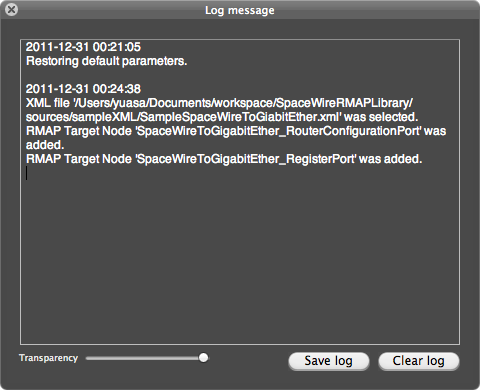 Log message
2011-12-31 00:21:05
Restoring default parameters.
2011-12-31 00:24:38
XML file '/Users/yuasa/Documents/workspace/SpaceWireRMAPLibrary/
sources/sampleXML/SampleSpaceWireToGiabitEther.xml' was selected.
RMAP Target Node 'SpaceWireToGigabitEther_RouterConfigurationPort' was
added.
RMAP Target Node 'SpaceWireToGigabitEther_RegisterPort' was added.
Transparency
Save log
Clear log